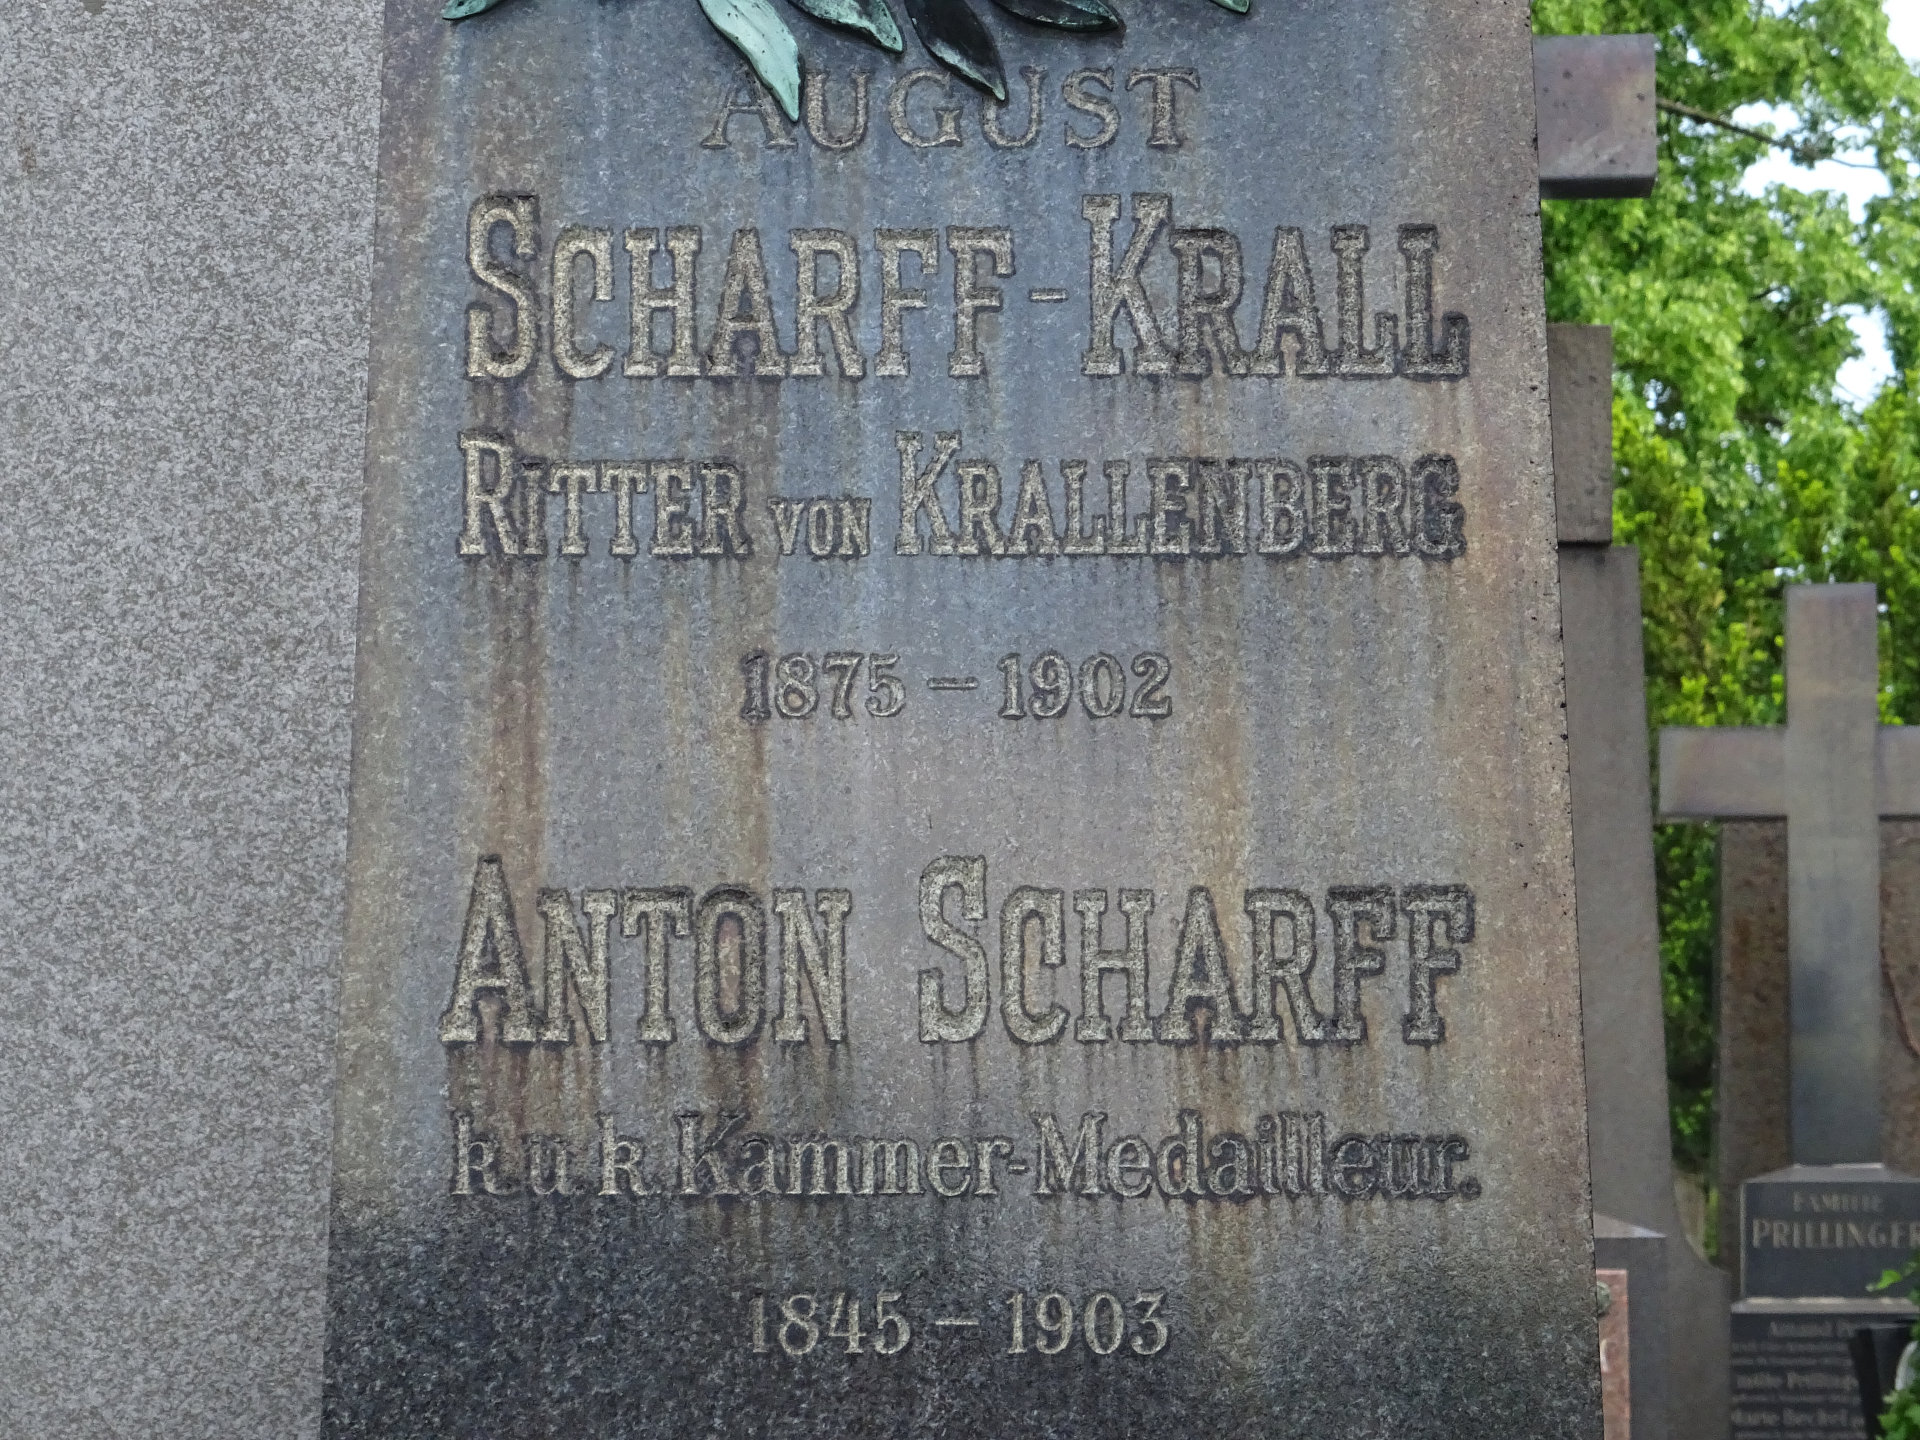 AUGUST
SCHARFF-KRALL
RITTER VON KRALLENBERG
1875 – 1902
ANTON SCHARFF
k. u. k. Kammer-Medailleur.
1845 – 1903
FAMILIE
PRILLINGER